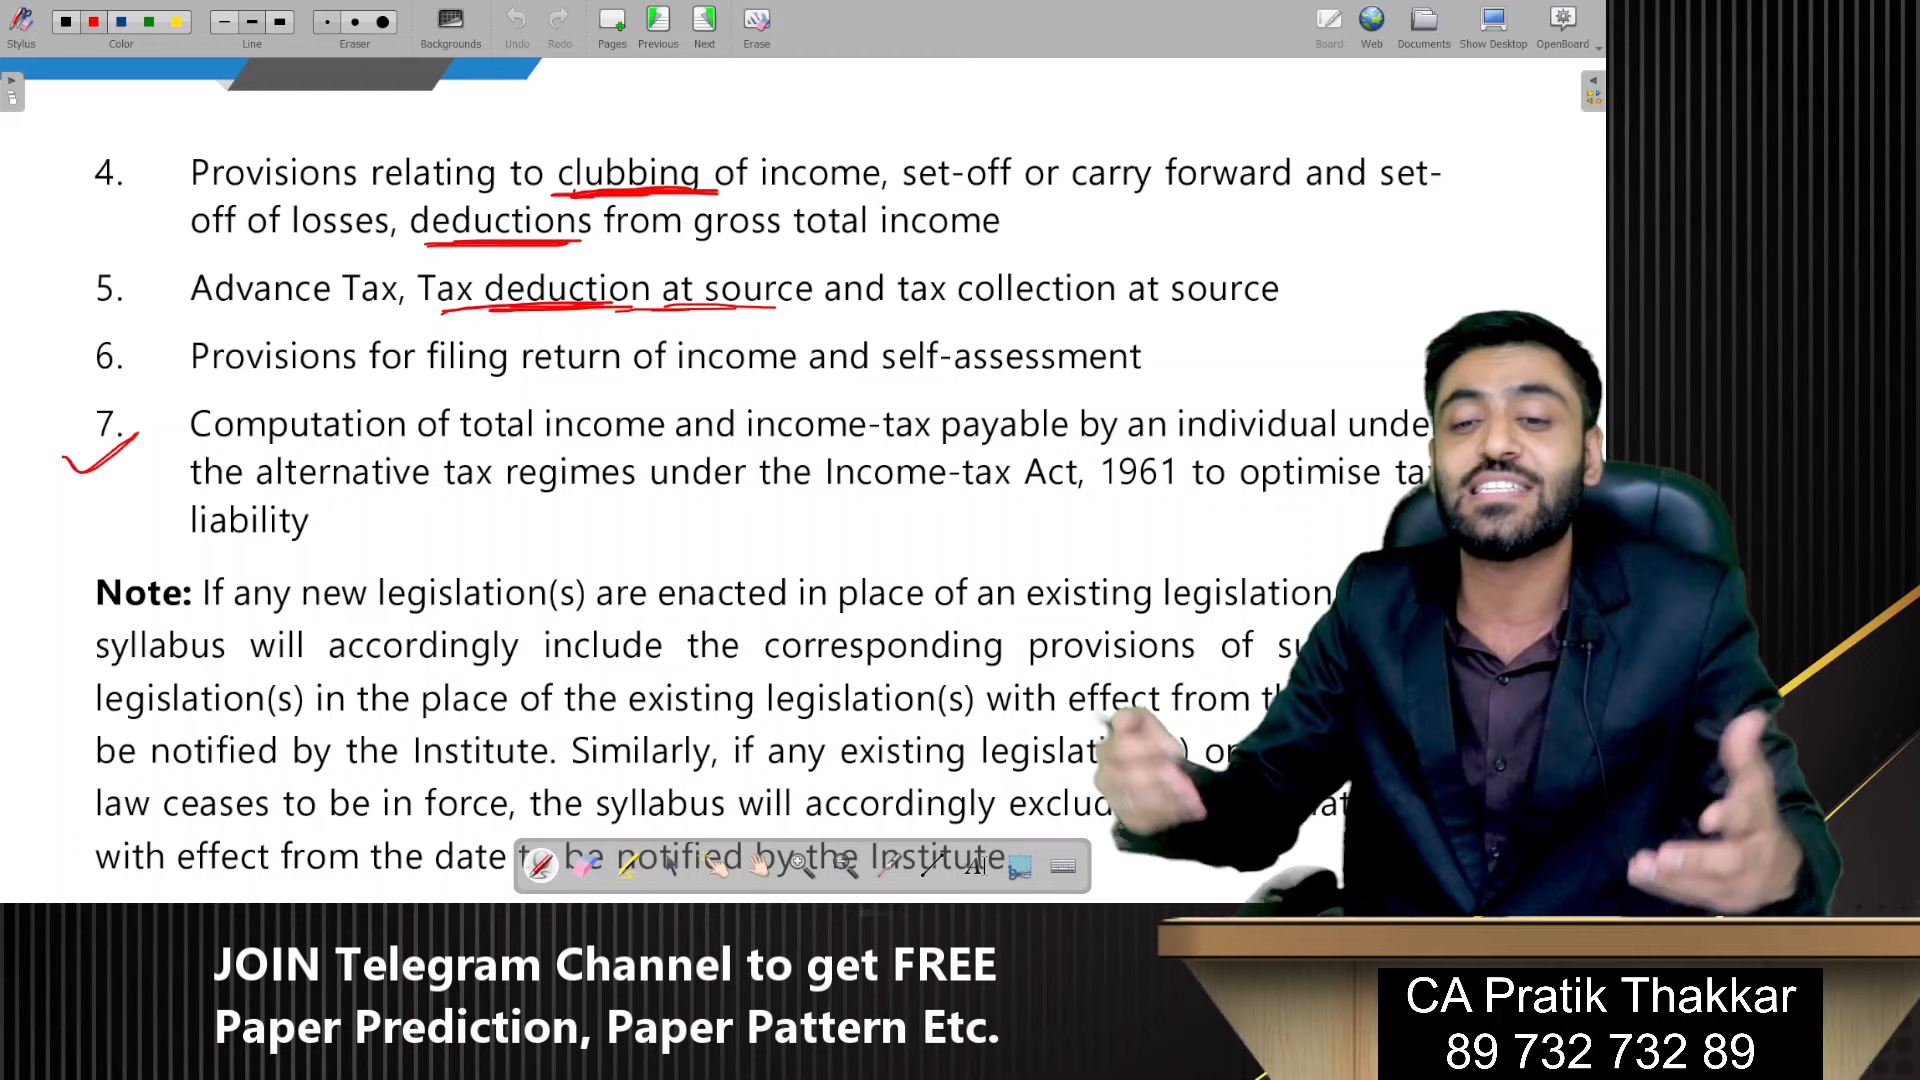 Stylus
Color
Line
Eraser
Backgrounds
Undo
Redo
Pages
Previous
Next
Erase
Board
Web
Documents
Show Desktop
OpenBoard
4. Provisions relating to clubbing of income, set-off or carry forward and set-
off of losses, deductions from gross total income
5. Advance Tax, Tax deduction at source and tax collection at source
6. Provisions for filing return of income and self-assessment
7. Computation of total income and income-tax payable by an individual
the alternative tax regimes under the Income-tax Act, 1961 to optimise
liability
Note: If any new legislation(s) are enacted in place of an existing
syllabus will accordingly include the corresponding provisions of
legislation(s) in the place of the existing legislation(s) with effect from
be notified by the Institute. Similarly, if any existing
law ceases to be in force, the syllabus will accordingly
with effect from the date to be notified by the Institute.
JOIN Telegram Channel to get FREE
Paper Prediction, Paper Pattern Etc.
CA Pratik Thakkar
89 732 732 89